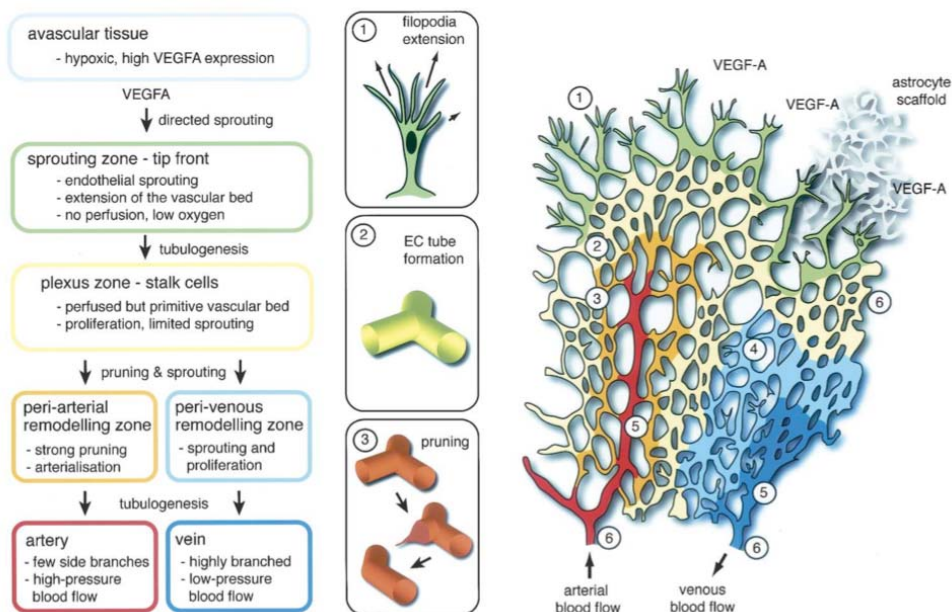 avascular tissue
- hypoxic, high VEGFA expression
VEGFA
directed sprouting
sprouting zone - tip front
- endothelial sprouting
- extension of the vascular bed
- no perfusion, low oxygen
tubulogenesis
plexus zone - stalk cells
- perfused but primitive vascular bed
- proliferation, limited sprouting
pruning & sprouting
peri-arterial
remodelling zone
- strong pruning
- arterialisation
peri-venous
remodelling zone
- sprouting and
proliferation
tubulogenesis
artery
- few side branches
- high-pressure
blood flow
vein
- highly branched
- low-pressure
blood flow
1
filopodia
extension
2
EC tube
formation
3
pruning
VEGF-A
1
VEGF-A
astrocyte
scaffold
VEGF-A
2
3
6
4
5
5
6
6
arterial
blood flow
venous
blood flow